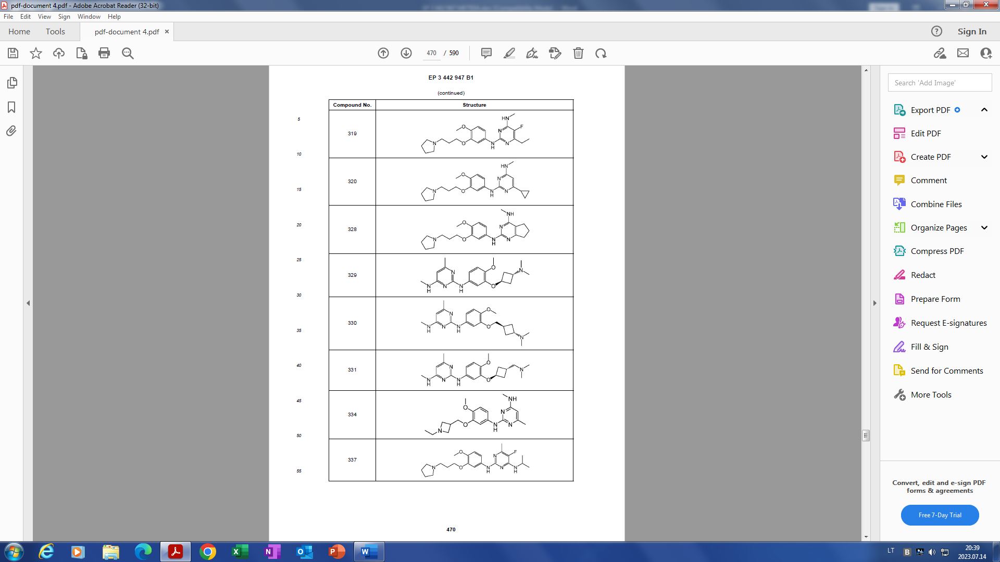 pdf-document 4.pdf - Adobe Acrobat Reader (32-bit)
File Edit View Sign Window Help
Home Tools pdf-document 4.pdf × Sign In
470 / 590
EP 3 442 947 B1
(continued)
Compound No. Structure
5
319
HN F N O N O N H N
10
320
HN N O N O N H N
15
20
328
NH N O N O N H N
25
329
N O N N H N N H O
30
330
N O N H N N H O N
35
331
N O N H N N H O N
40
45
334
NH O N O N H N N
50
337
O N F N O N H N N H
55
470
Search 'Add Image'
Export PDF
Edit PDF
Create PDF
Comment
Combine Files
Organize Pages
Compress PDF
Redact
Prepare Form
Request E-signatures
Fill & Sign
Send for Comments
More Tools
Convert, edit and e-sign PDF
forms & agreements
Free 7-Day Trial
LT
20:39
2023.07.14